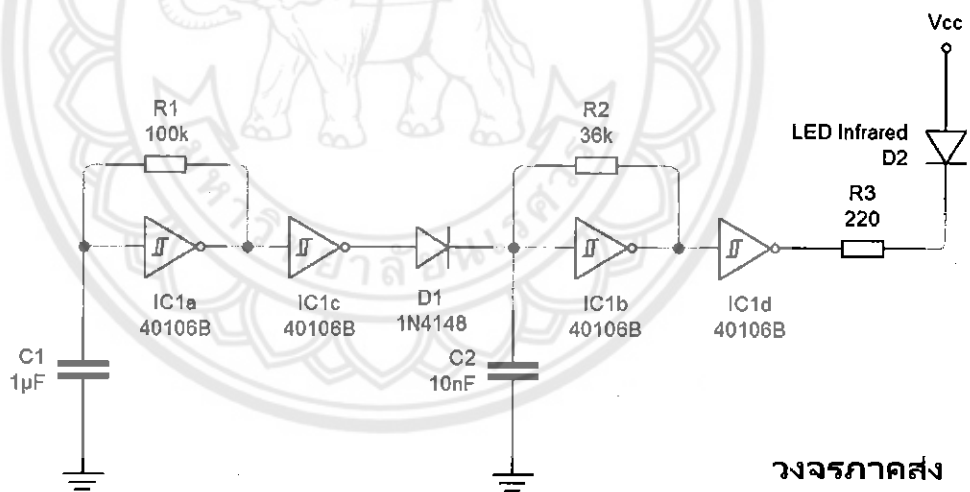 Vcc
R1
100k
R2
36k
LED Infrared
D2
R3
220
IC1a
40106B
IC1c
40106B
D1
1N4148
IC1b
40106B
IC1d
40106B
C1
1µF
C2
10nF
วงจรภาคส่ง